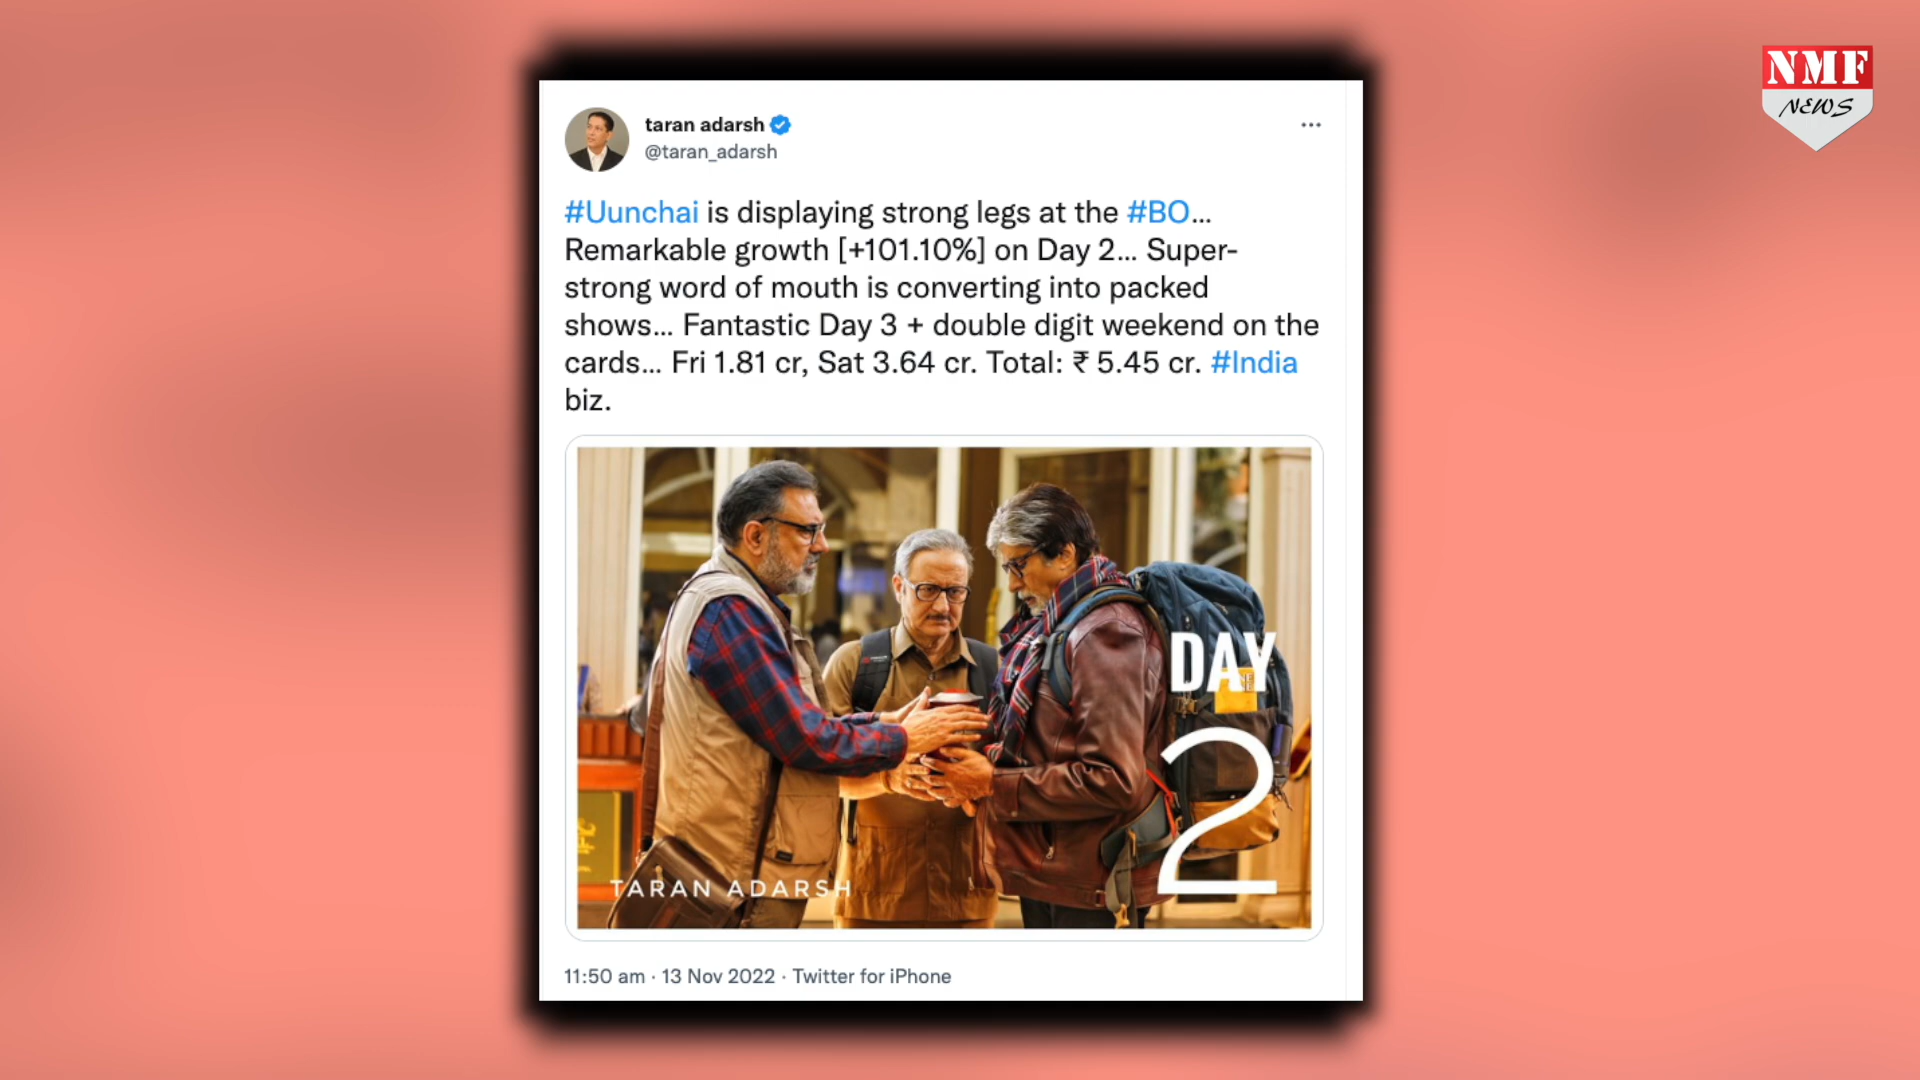 NMF
NEWS
taran adarsh
@taran_adarsh
#Uunchai is displaying strong legs at the #BO...
Remarkable growth [+101.10%] on Day 2... Super-
strong word of mouth is converting into packed
shows... Fantastic Day 3 + double digit weekend on the
cards... Fri 1.81 cr, Sat 3.64 cr. Total: ₹ 5.45 cr. #India
biz.
DAY
2
TARAN ADARSH
11:50 am · 13 Nov 2022 · Twitter for iPhone